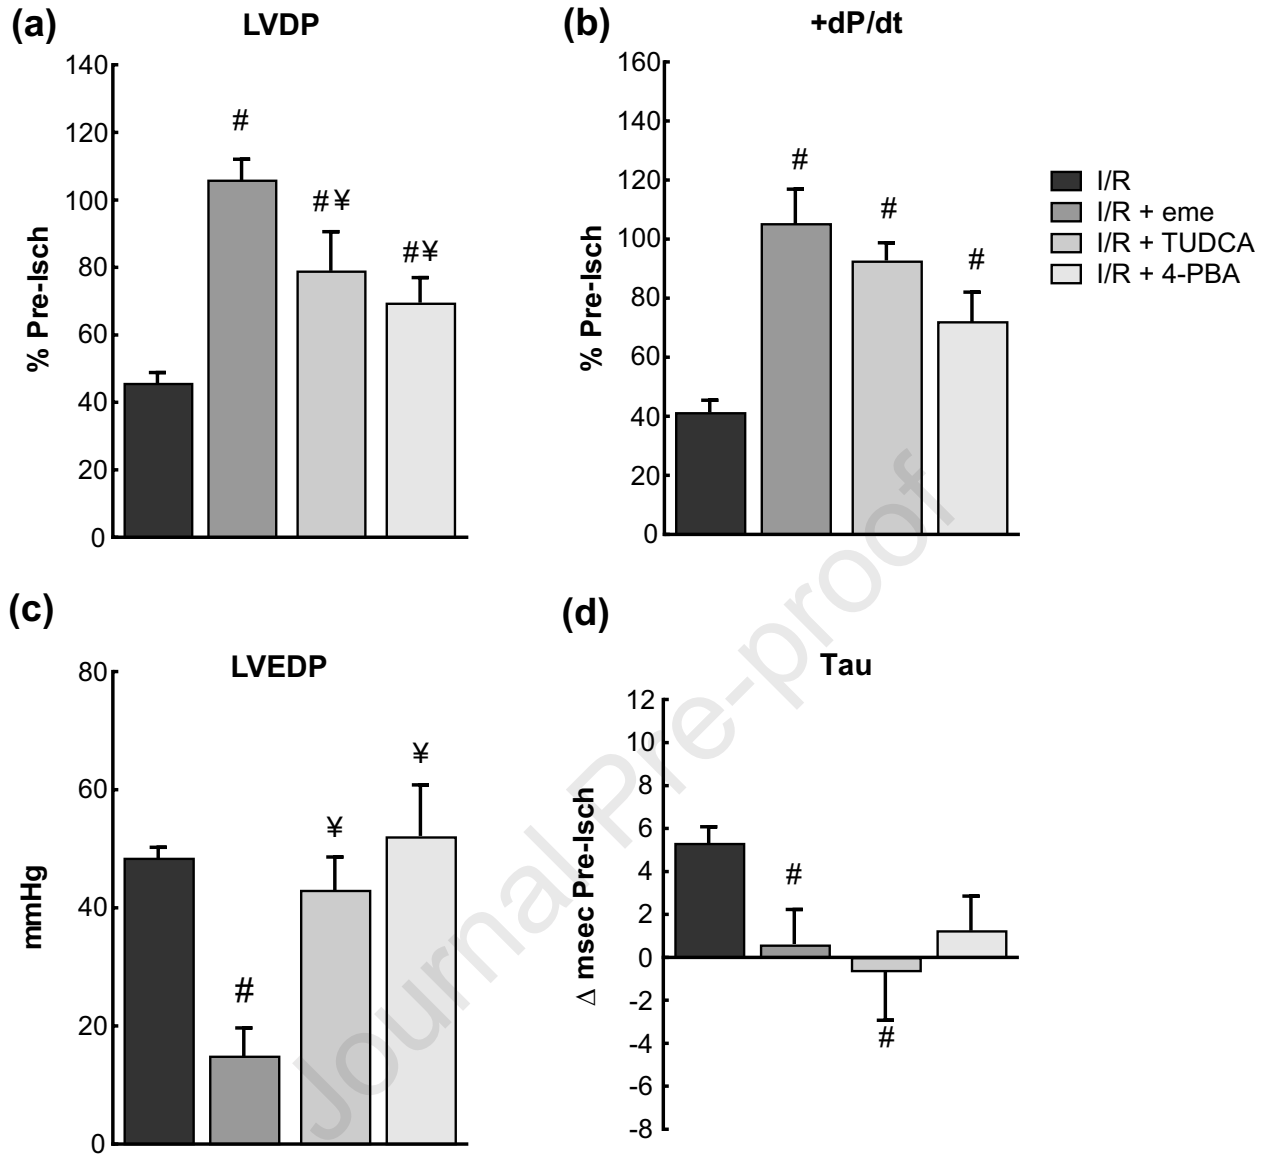 (a)
LVDP
% Pre-Isch
140
120
100
80
60
40
20
0
#
#¥
#¥
(b)
+dP/dt
% Pre-Isch
160
140
120
100
80
60
40
20
0
#
#
#
I/R
I/R + eme
I/R + TUDCA
I/R + 4-PBA
(c)
LVEDP
mmHg
80
60
40
20
0
#
¥
¥
(d)
Tau
Δ msec Pre-Isch
12
10
8
6
4
2
0
-2
-4
-6
-8
#
#
Journal Pre-proof